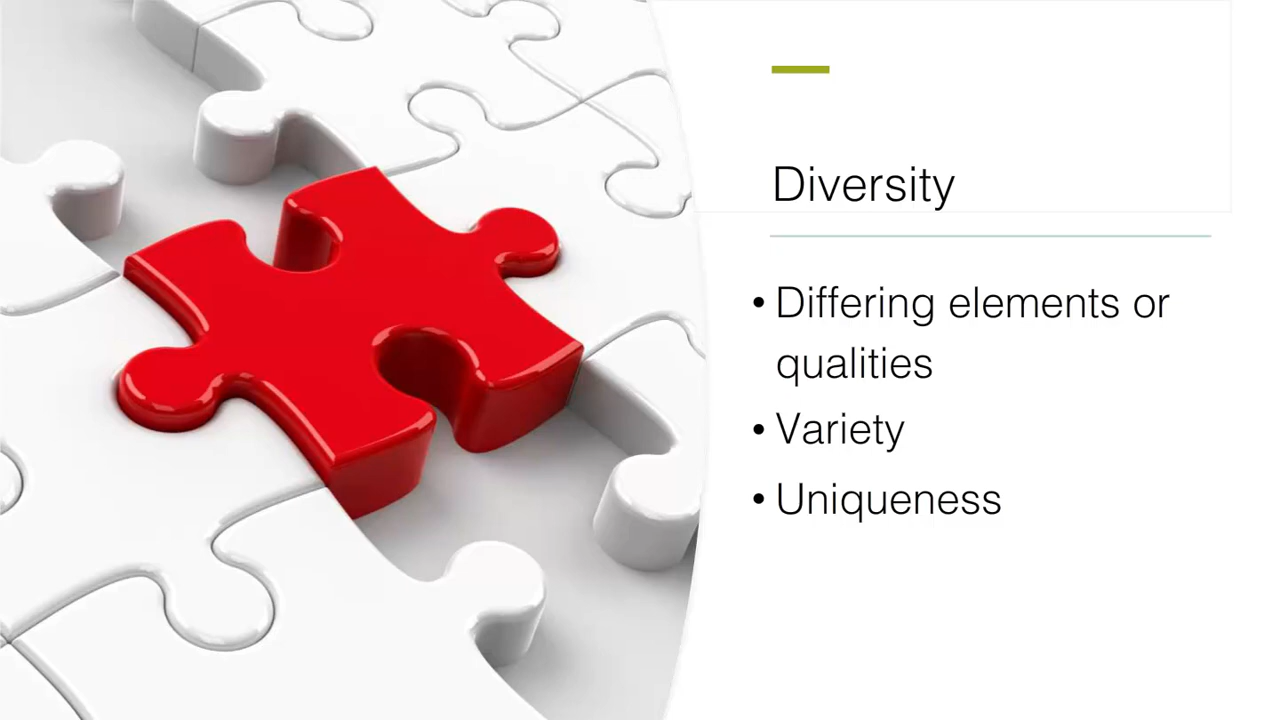 Diversity
• Differing elements or
qualities
• Variety
• Uniqueness